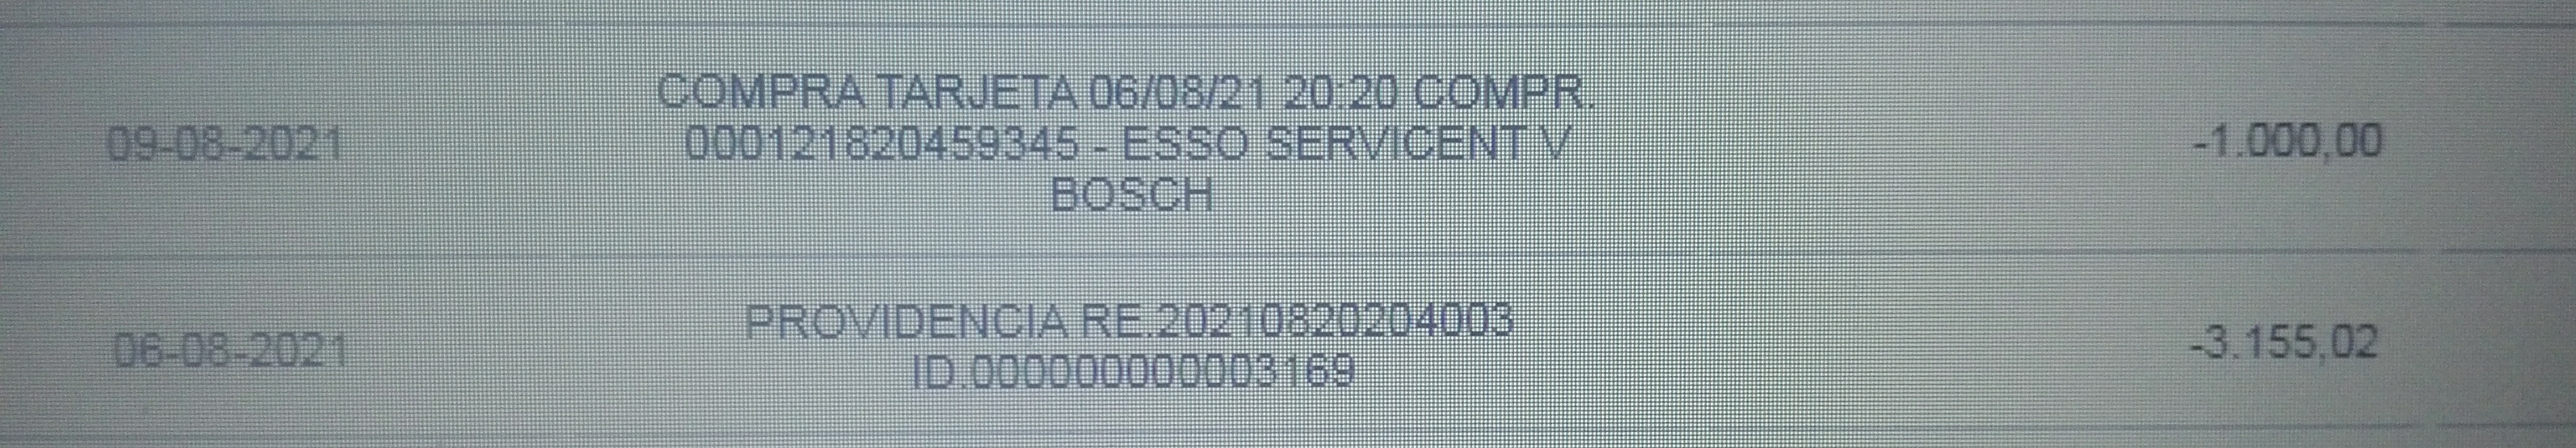 COMPRA TARJETA 06/08/21 20:20 COMPR.
09-08-2021 000121820459345 - ESSO SERVICENT V -1.000,00
BOSCH
PROVIDENCIA RE.20210820204003
06-08-2021 -3.155,02
ID.000000000003169